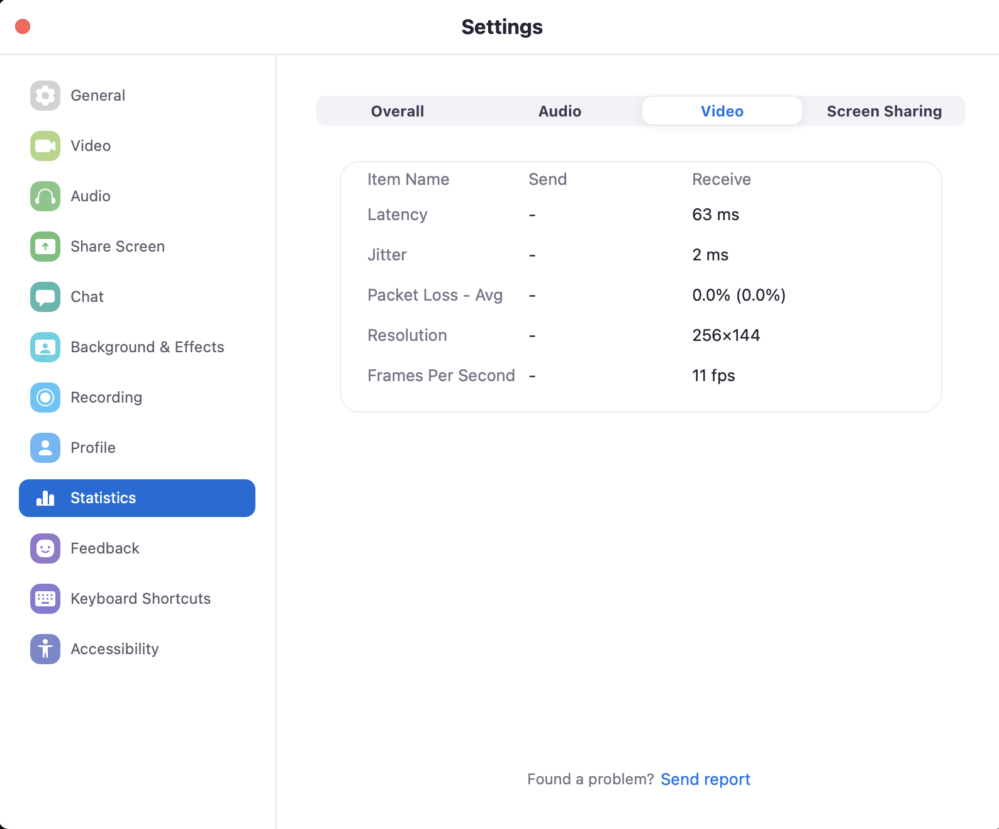 Settings
General
Video
Audio
Share Screen
Chat
Background & Effects
Recording
Profile
Statistics
Feedback
Keyboard Shortcuts
Accessibility
Overall Audio Video Screen Sharing
Item Name Send Receive
Latency - 63 ms
Jitter - 2 ms
Packet Loss - Avg - 0.0% (0.0%)
Resolution - 256×144
Frames Per Second - 11 fps
Found a problem? Send report